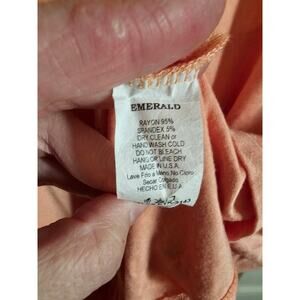 EMERALD
RAYON 95%
SPANDEX 5%
DRY CLEAN or
HAND WASH COLD
DO NOT BLEACH
HANG OR LINE DRY
MADE IN U.S.A.
Lave Frio a Mano, No Cloro
Secar Colgado
HECHO EN E.U.A.